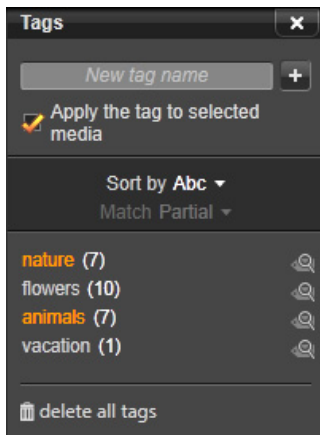 Tags
New tag name
Apply the tag to selected
media
Sort by Abc
Match Partial
nature (7)
flowers (10)
animals (7)
vacation (1)
delete all tags